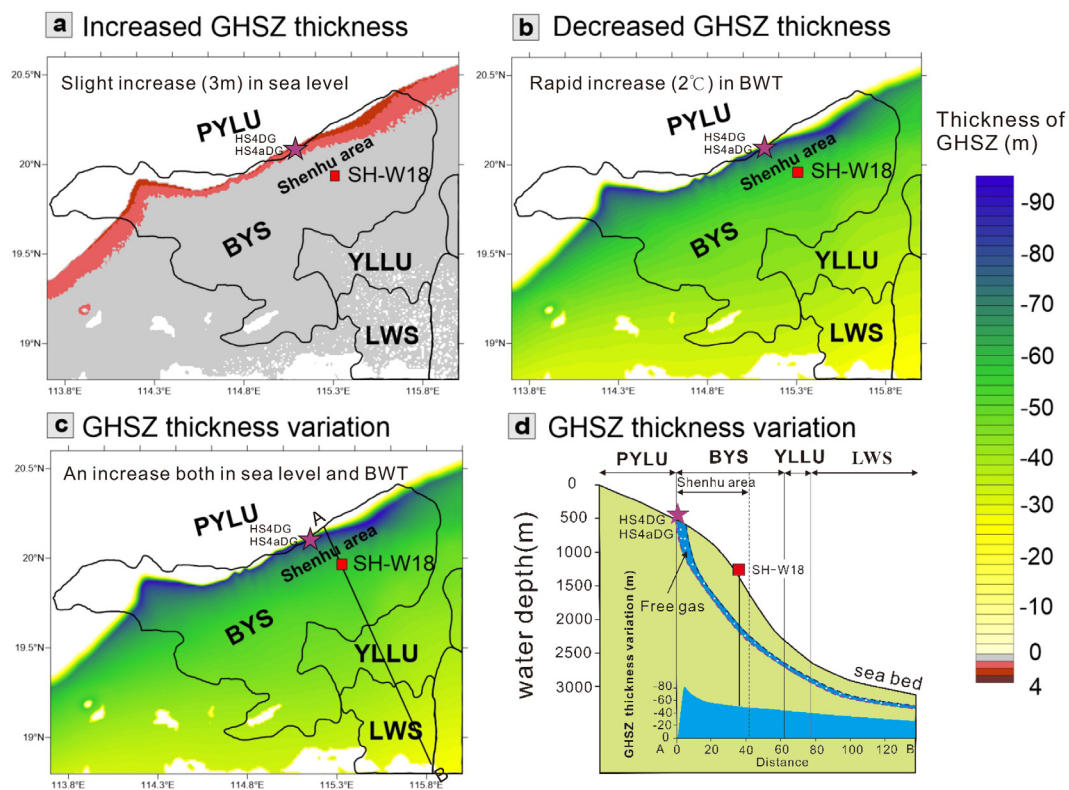 a Increased GHSZ thickness
Slight increase (3m) in sea level
PYLU
HS4DG
HS4aDG
Shenhu area
SH-W18
BYS
YLLU
LWS
20.5°N
20°N
19.5°N
19°N
113.8°E 114.3°E 114.8°E 115.3°E 115.8°E
b Decreased GHSZ thickness
Rapid increase (2℃) in BWT
PYLU
HS4DG
HS4aDG
Shenhu area
SH-W18
BYS
YLLU
LWS
20.5°N
20°N
19.5°N
19°N
113.8°E 114.3°E 114.8°E 115.3°E 115.8°E
Thickness of
GHSZ (m)
-90
-80
-70
-60
-50
-40
-30
-20
-10
0
4
c GHSZ thickness variation
An increase both in sea level and BWT
PYLU
A
HS4DG
HS4aDG
Shenhu area
SH-W18
BYS
YLLU
LWS
B
20.5°N
20°N
19.5°N
19°N
113.8°E 114.3°E 114.8°E 115.3°E 115.8°E
d GHSZ thickness variation
PYLU BYS YLLU LWS
Shenhu area
HS4DG
HS4aDG
SH-W18
Free gas
sea bed
water depth(m)
0
500
1000
1500
2000
2500
3000
GHSZ thickness variation (m)
-80
-60
-40
-20
0
A 0 20 40 60 80 100 120 B
Distance